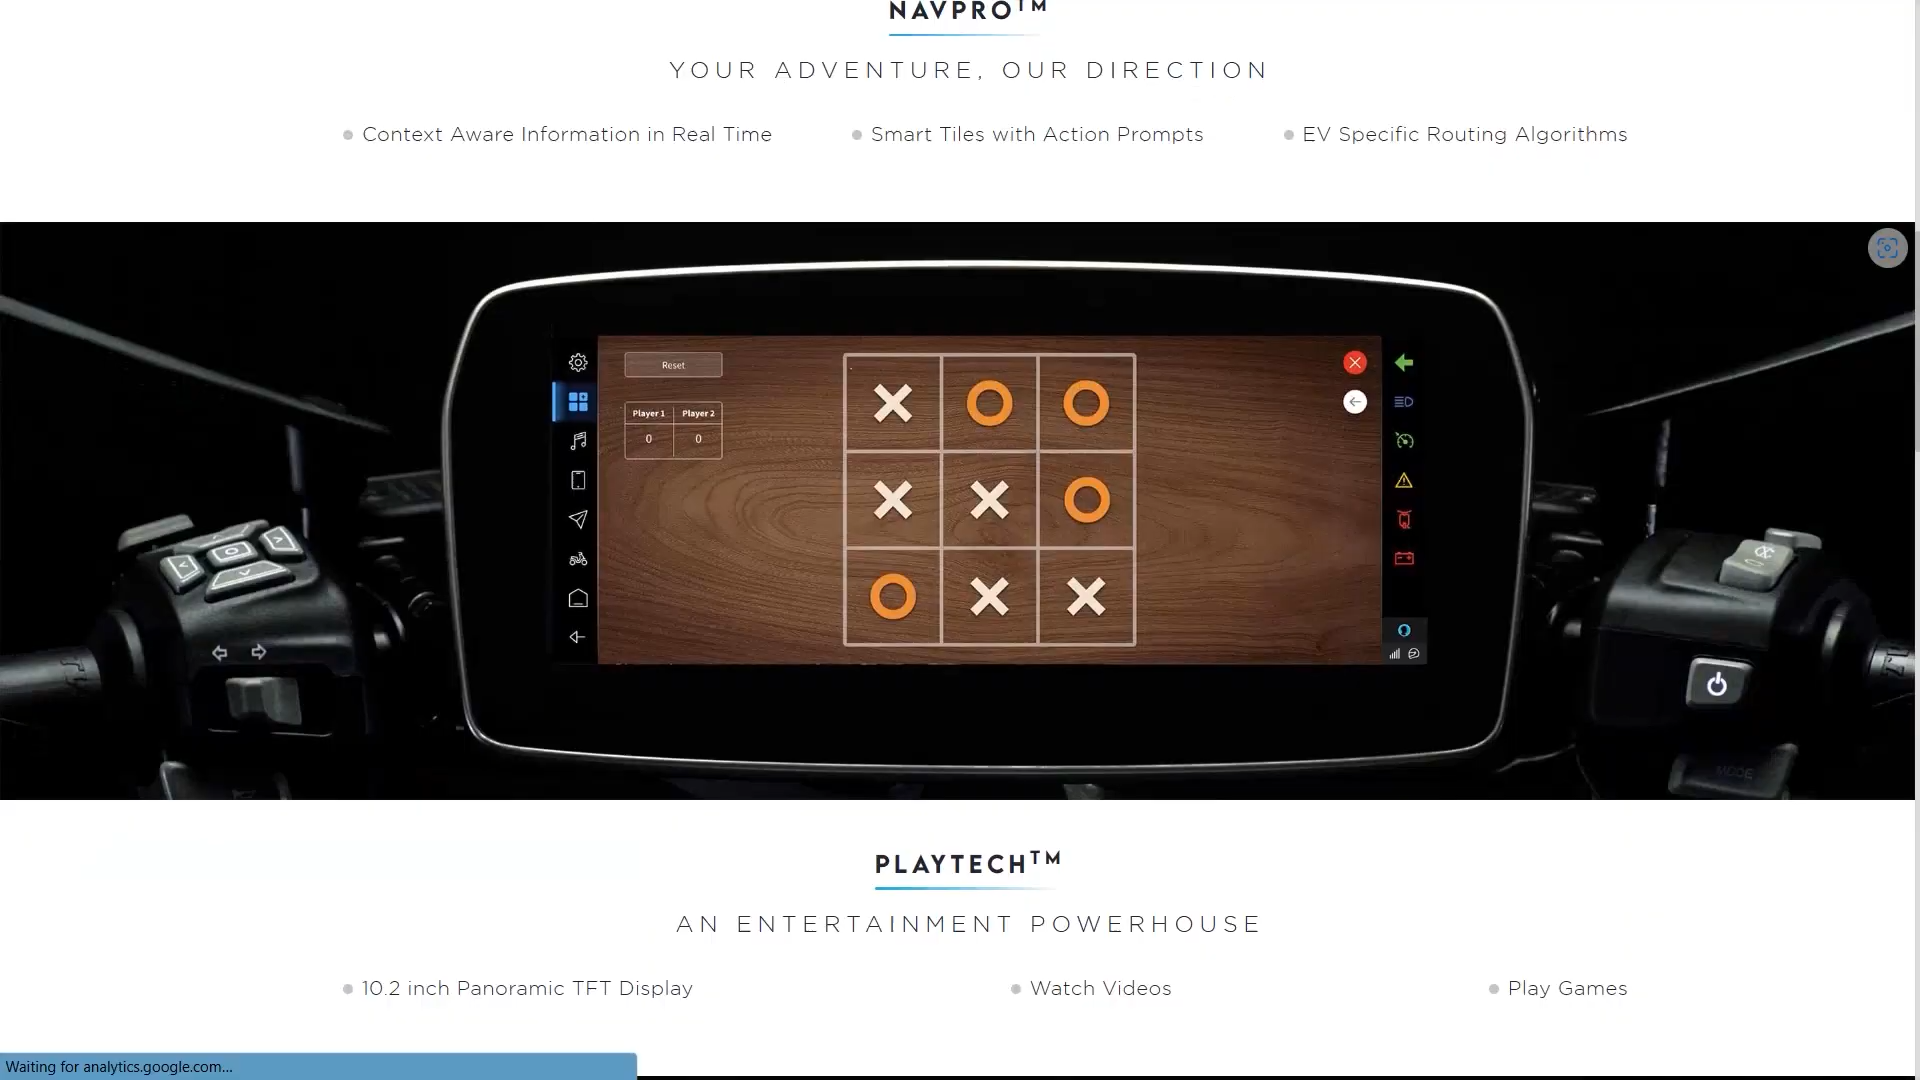 NAVPRO™
YOUR ADVENTURE, OUR DIRECTION
Context Aware Information in Real Time
Smart Tiles with Action Prompts
EV Specific Routing Algorithms
Reset
Player 1 Player 2
0 0
MODE
PLAYTECH™
AN ENTERTAINMENT POWERHOUSE
10.2 inch Panoramic TFT Display
Watch Videos
Play Games
Waiting for analytics.google.com...